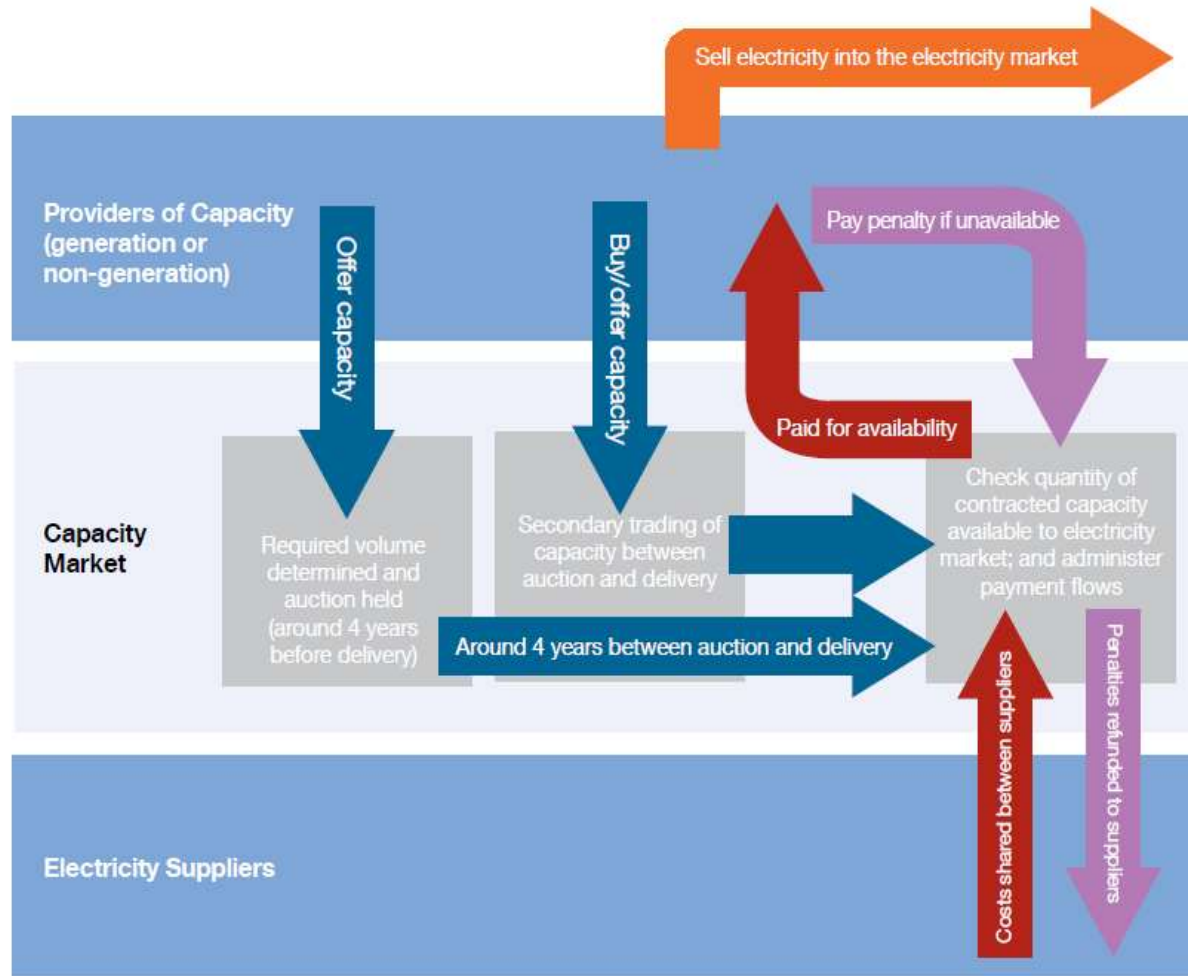 Sell electricity into the electricity market
Providers of Capacity
(generation or
non-generation)
Offer capacity
Buy/offer capacity
Pay penalty if unavailable
Paid for availability
Capacity
Market
Required volume
determined and
auction held
(around 4 years
before delivery)
Secondary trading of
capacity between
auction and delivery
Check quantity of
contracted capacity
available to electricity
market; and administer
payment flows
Around 4 years between auction and delivery
Costs shared between suppliers
Penalties refunded to suppliers
Electricity Suppliers